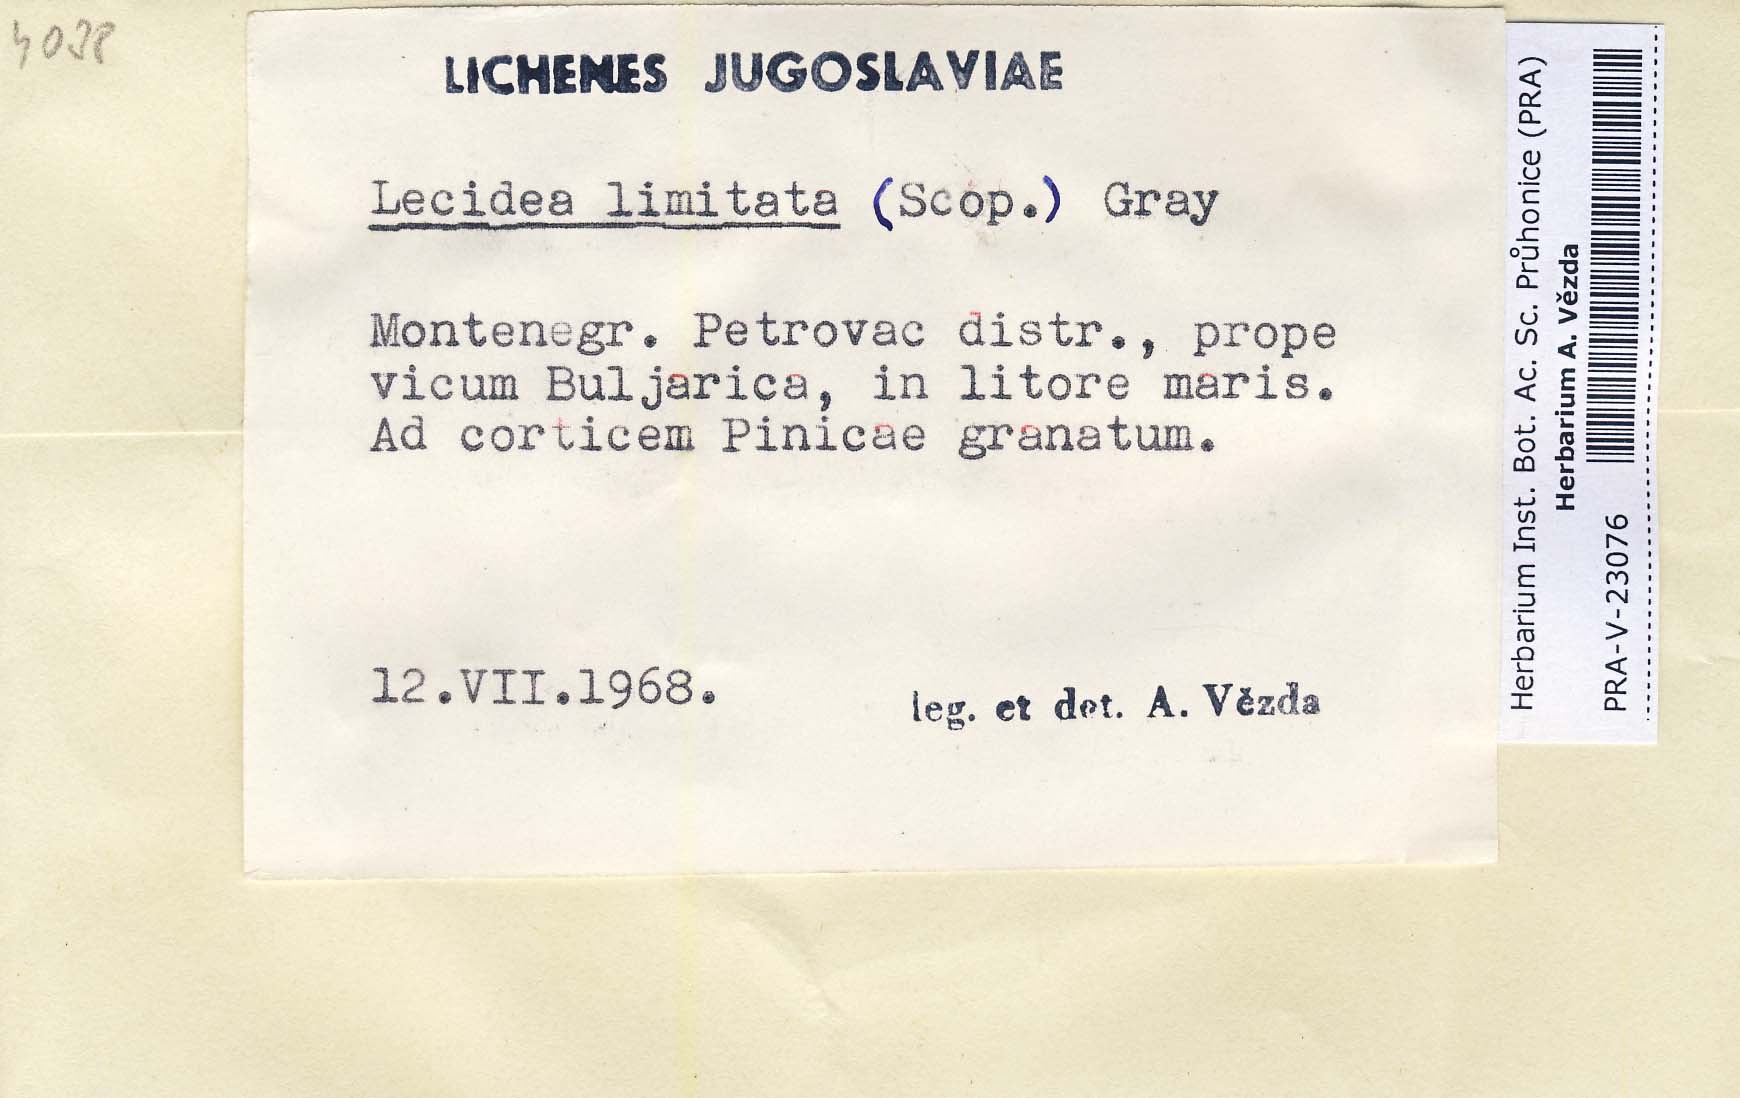 4098
LICHENES JUGOSLAVIAE
Lecidea limitata (Scop.) Gray
Montenegr. Petrovac distr., prope
vicum Buljarica, in litore maris.
Ad corticem Pinicae granatum.
12.VII.1968.
leg. et det. A. Vězda
Herbarium Inst. Bot. Ac. Sc. Průhonice (PRA)
Herbarium A. Vězda
PRA-V-23076